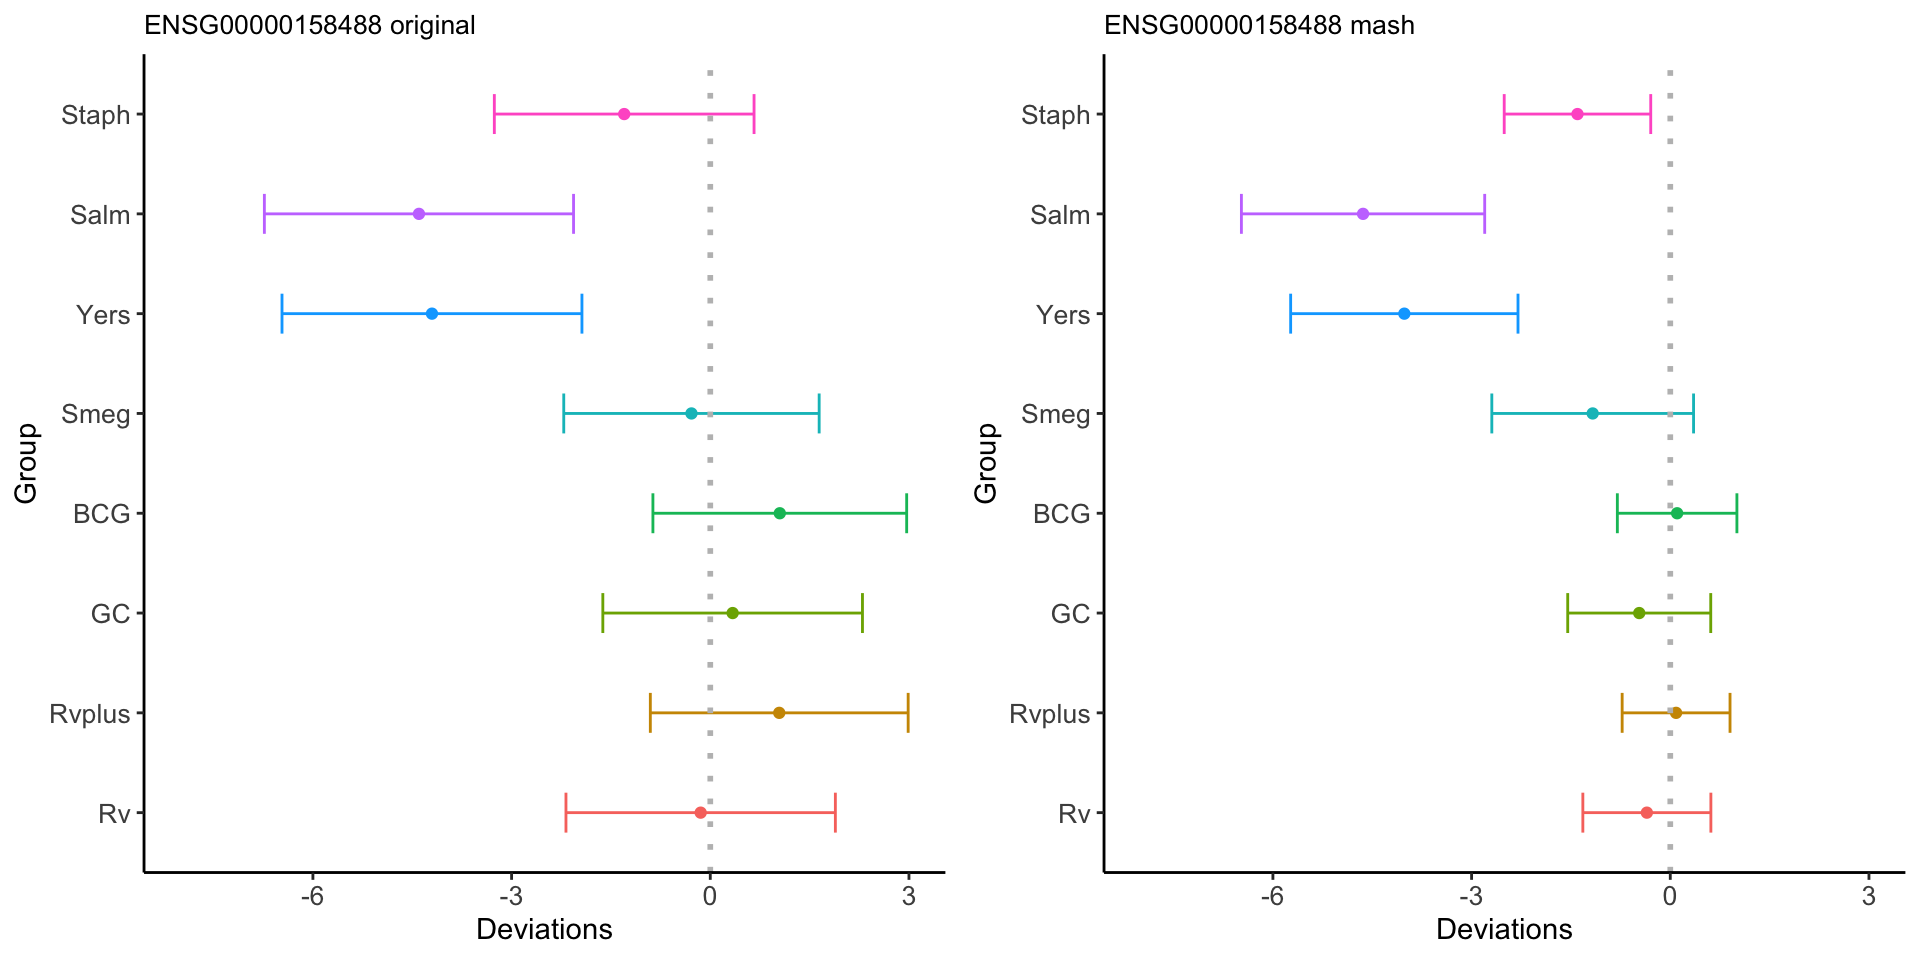 ENSG00000158488 original
Group
Staph
Salm
Yers
Smeg
BCG
GC
Rvplus
Rv
-6 -3 0 3
Deviations
ENSG00000158488 mash
Group
Staph
Salm
Yers
Smeg
BCG
GC
Rvplus
Rv
-6 -3 0 3
Deviations